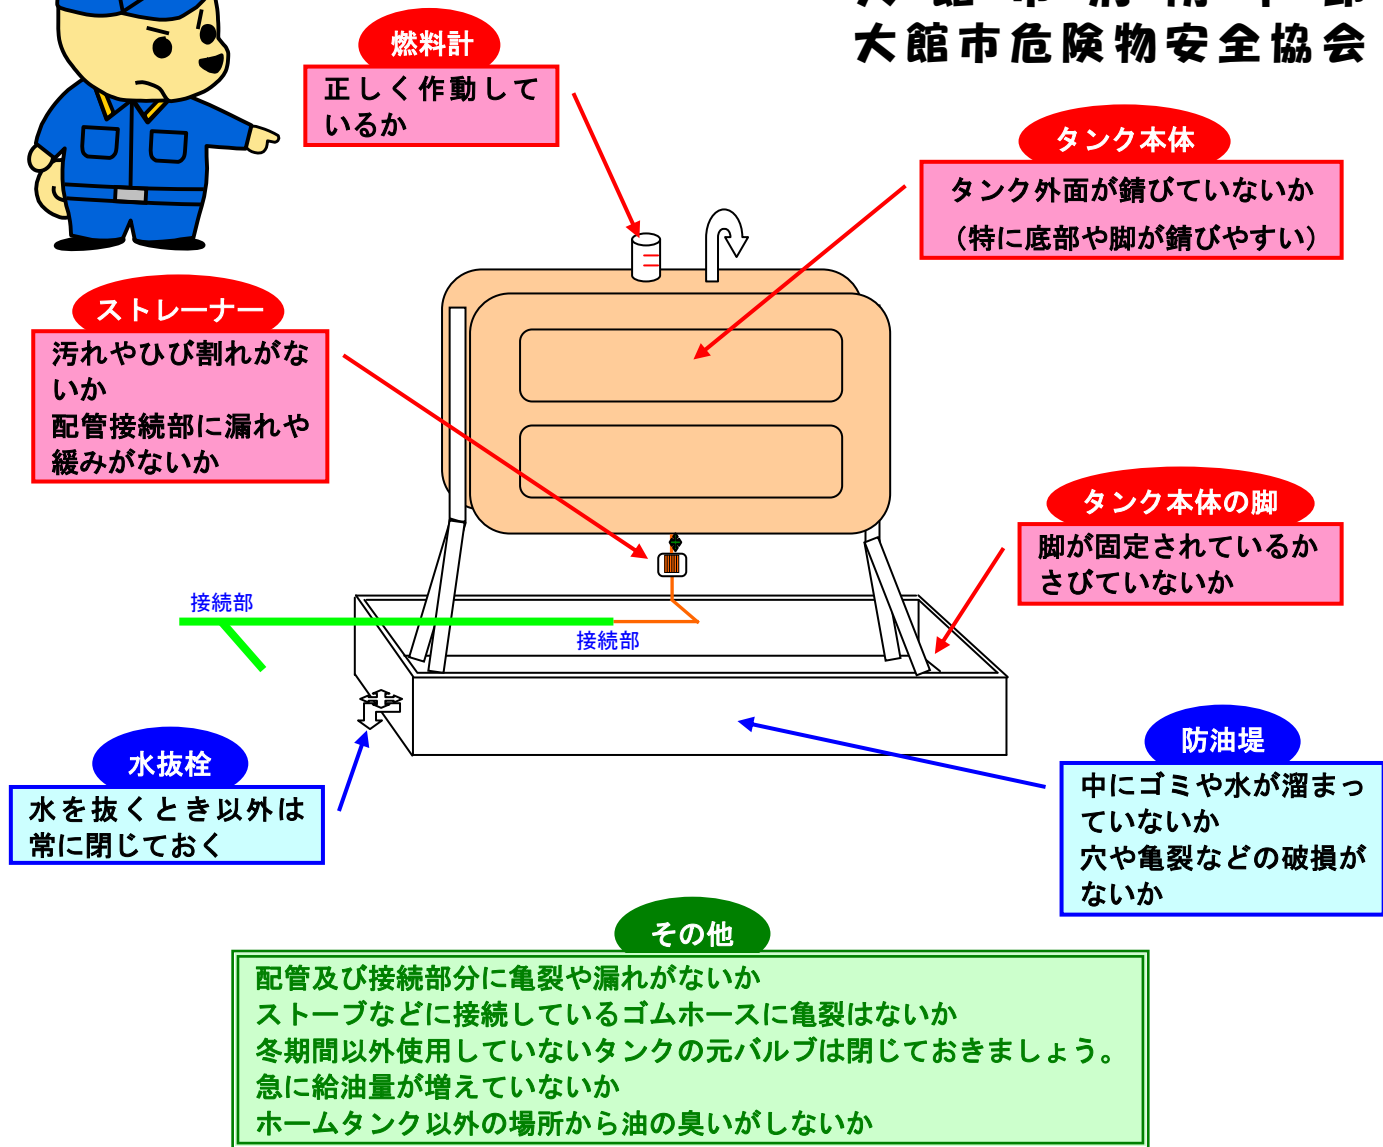 大館市危険物安全協会
燃料計
正しく作動して
いるか
タンク本体
タンク外面が錆びていないか
（特に底部や脚が錆びやすい）
ストレーナー
汚れやひび割れがな
いか
配管接続部に漏れや
緩みがないか
タンク本体の脚
脚が固定されているか
さびていないか
接続部
接続部
水抜栓
水を抜くとき以外は
常に閉じておく
防油堤
中にゴミや水が溜まっ
ていないか
穴や亀裂などの破損が
ないか
その他
配管及び接続部分に亀裂や漏れがないか
ストーブなどに接続しているゴムホースに亀裂はないか
冬期間以外使用していないタンクの元バルブは閉じておきましょう。
急に給油量が増えていないか
ホームタンク以外の場所から油の臭いがしないか